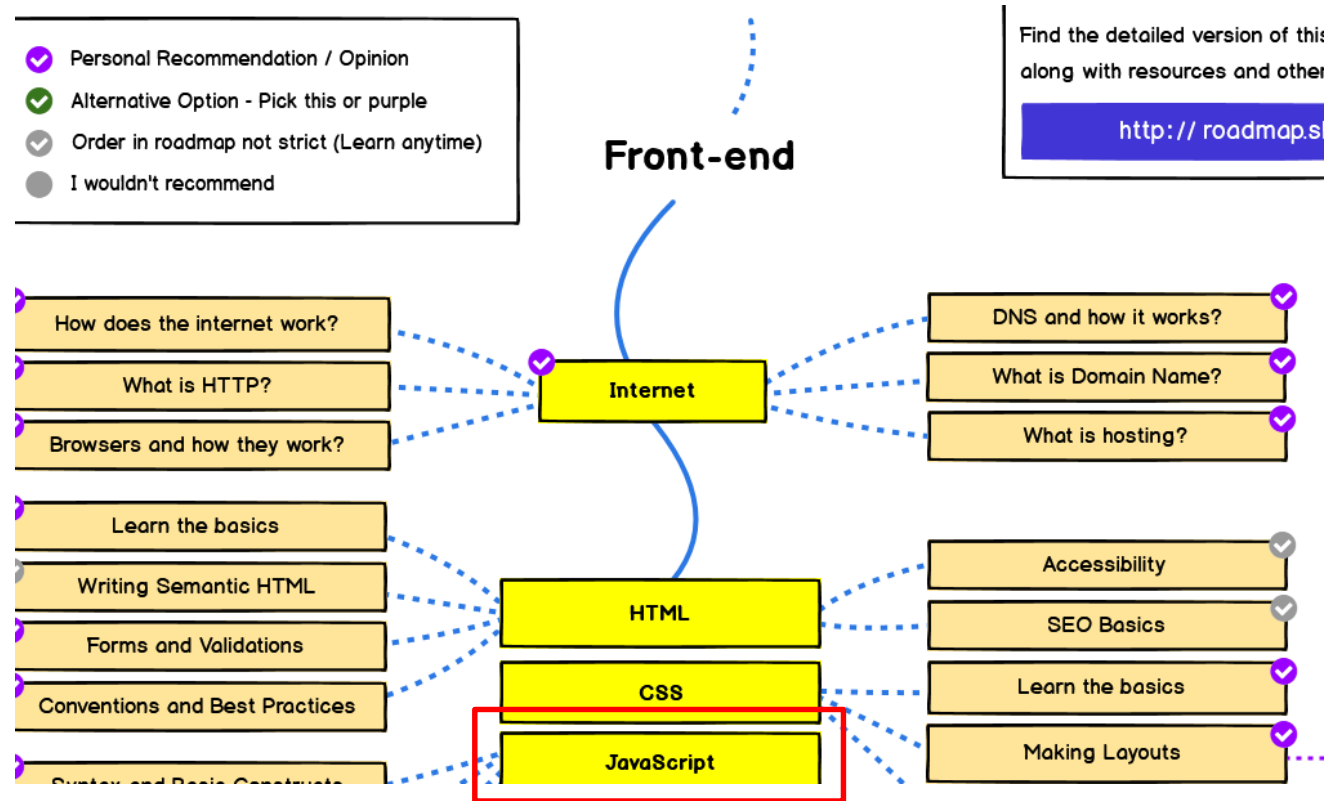 Personal Recommendation / Opinion
Alternative Option - Pick this or purple
Order in roadmap not strict (Learn anytime)
I wouldn't recommend
Find the detailed version of this
along with resources and other
http:// roadmap.s
Front-end
How does the internet work?
What is HTTP?
Browsers and how they work?
Internet
DNS and how it works?
What is Domain Name?
What is hosting?
Learn the basics
Writing Semantic HTML
Forms and Validations
Conventions and Best Practices
HTML
Accessibility
SEO Basics
CSS
Learn the basics
Making Layouts
JavaScript
Syntax and Basic Constructs